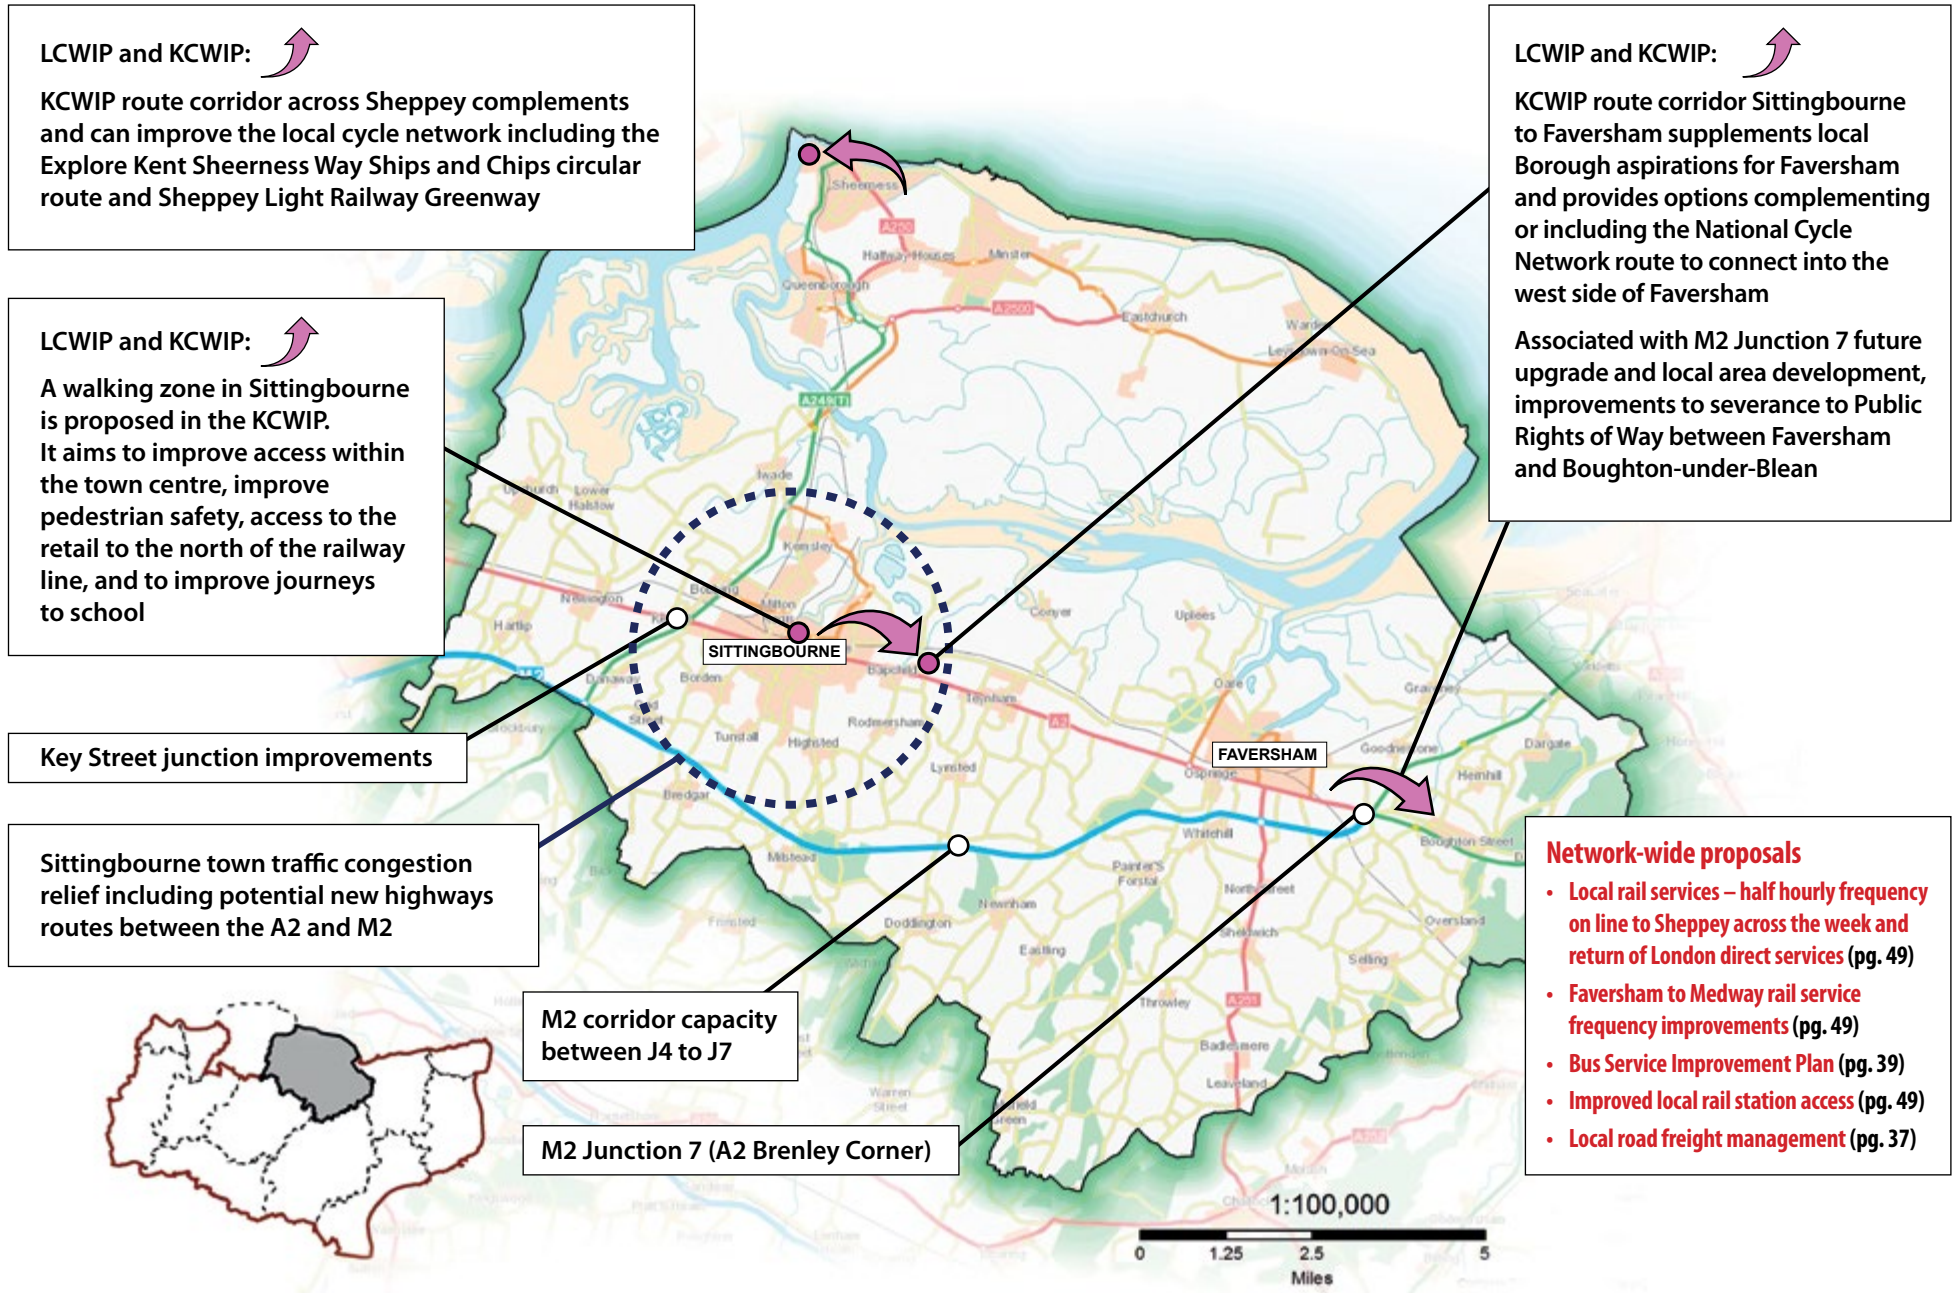 LCWIP and KCWIP:
KCWIP route corridor across Sheppey complements
and can improve the local cycle network including the
Explore Kent Sheerness Way Ships and Chips circular
route and Sheppey Light Railway Greenway
LCWIP and KCWIP:
A walking zone in Sittingbourne
is proposed in the KCWIP.
It aims to improve access within
the town centre, improve
pedestrian safety, access to the
retail to the north of the railway
line, and to improve journeys
to school
Key Street junction improvements
Sittingbourne town traffic congestion
relief including potential new highways
routes between the A2 and M2
M2 corridor capacity
between J4 to J7
M2 Junction 7 (A2 Brenley Corner)
LCWIP and KCWIP:
KCWIP route corridor Sittingbourne
to Faversham supplements local
Borough aspirations for Faversham
and provides options complementing
or including the National Cycle
Network route to connect into the
west side of Faversham
Associated with M2 Junction 7 future
upgrade and local area development,
improvements to severance to Public
Rights of Way between Faversham
and Boughton-under-Blean
Network-wide proposals
• Local rail services – half hourly frequency
on line to Sheppey across the week and
return of London direct services (pg. 49)
• Faversham to Medway rail service
frequency improvements (pg. 49)
• Bus Service Improvement Plan (pg. 39)
• Improved local rail station access (pg. 49)
• Local road freight management (pg. 37)
Sheerness
A250
Halfway Houses
Minster
Queenborough
A2500
Eastchurch
A249(T)
Iwade
Lower
Halstow
Kemsley
Newington
Hartlip
Milton
SITTINGBOURNE
Bapchild
Conyer
Uplees
Danaway
Borden
Teynham
A2
Oare
Rodmersham
Tunstall
Highsted
Lynsted
FAVERSHAM
Ospringe
Dargate
Hernhill
Bredgar
Milstead
Whitehill
Boughton Street
Painter's
Forstal
Newnham
Doddington
Eastling
Frinsted
Sheldwich
Selling
Oversland
Throwley
A251
Badlesmere
Leaveland
Warren
Street
1:100,000
0
1.25
2.5
5
Miles